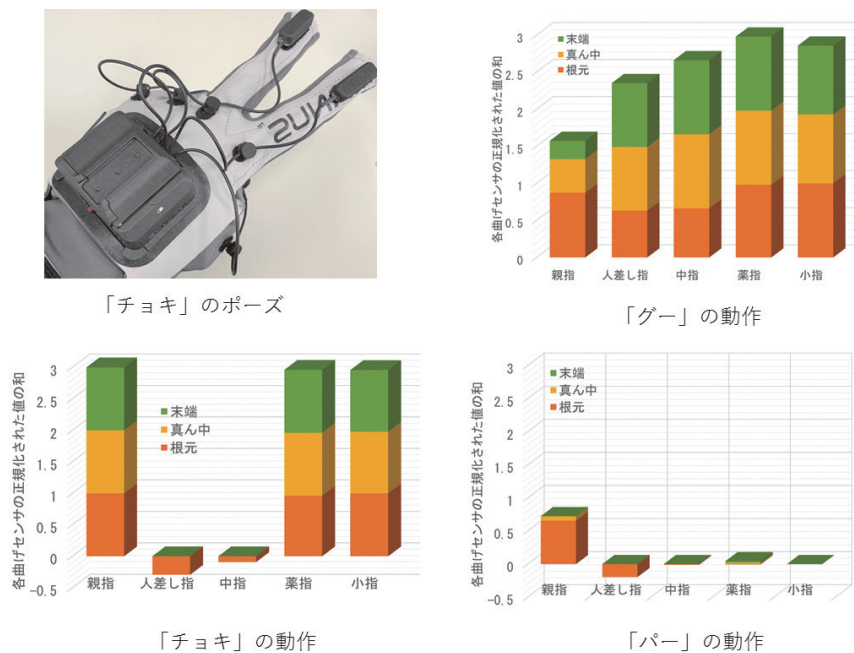 SUNU
TM
「チョキ」のポーズ
各曲げセンサの正規化された値の和
3
2.5
2
1.5
1
0.5
0
末端
真ん中
根元
親指 人差し指 中指 薬指 小指
「グー」の動作
各曲げセンサの正規化された値の和
3
2.5
2
1.5
1
0.5
0
-0.5
末端
真ん中
根元
親指 人差し指 中指 薬指 小指
「チョキ」の動作
各曲げセンサの正規化された値の和
3
2.5
2
1.5
1
0.5
0
-0.5
末端
真ん中
根元
親指 人差し指 中指 薬指 小指
「パー」の動作